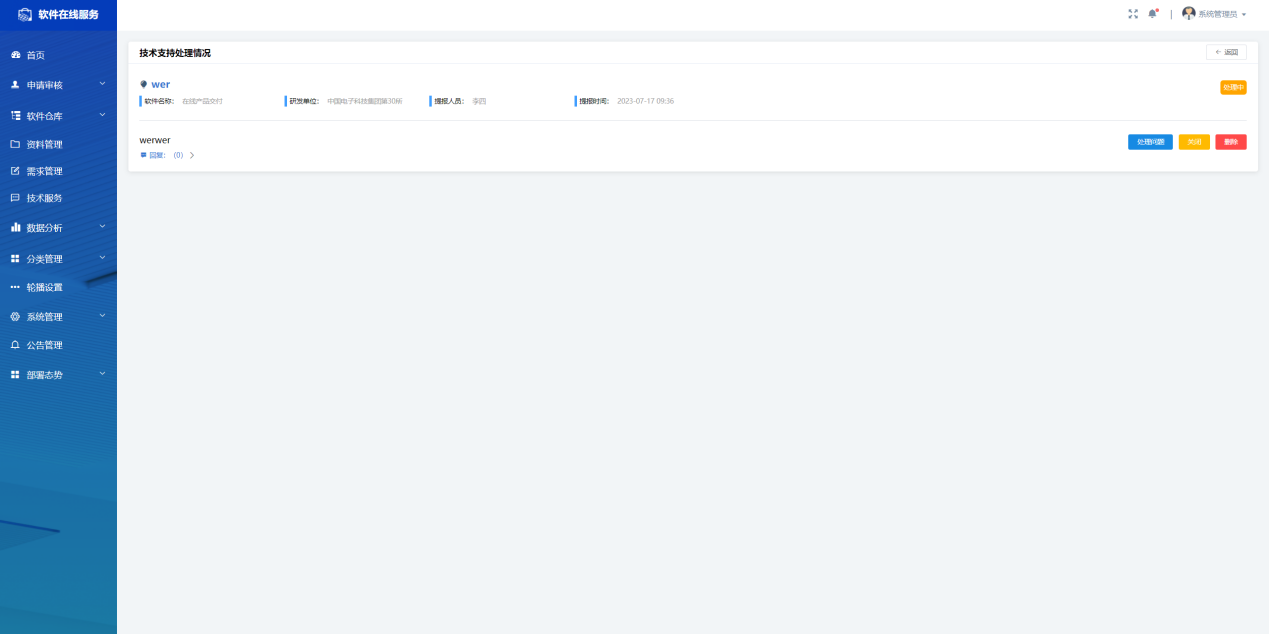 软件在线服务
系统管理员
首页
申请审核
软件仓库
资料管理
需求管理
技术服务
数据分析
分类管理
轮播设置
系统管理
公告管理
部署态势
技术支持处理情况
← 返回
wer
处理中
软件名称： 在线产品交付 研发单位： 中国电子科技集团第30所 提报人员： 李四 提报时间： 2023-07-17 09:36
werwer
处理问题 关闭 删除
回复： (0)